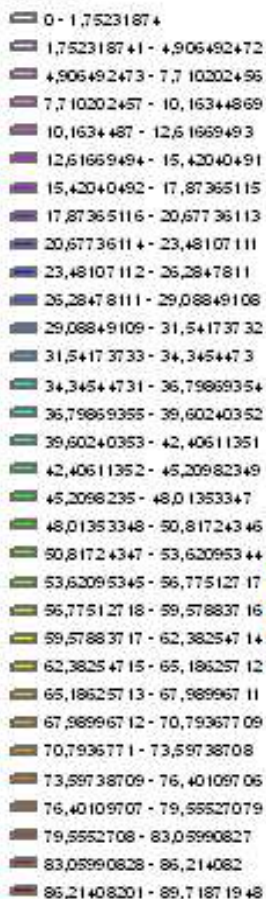 0 - 1,75231874
1,752318741 - 4,906492472
4,906492473 - 7,710202456
7,710202457 - 10,16344869
10,1634487 - 12,61669493
12,61669494 - 15,42040491
15,42040492 - 17,87365115
17,87365116 - 20,67736113
20,67736114 - 23,48107111
23,48107112 - 26,2847811
26,28478111 - 29,08849108
29,08849109 - 31,54173732
31,54173733 - 34,3454473
34,34544731 - 36,79869354
36,79869355 - 39,60240352
39,60240353 - 42,40611351
42,40611352 - 45,20982349
45,2098235 - 48,01353347
48,01353348 - 50,81724346
50,81724347 - 53,62095344
53,62095345 - 56,77512717
56,77512718 - 59,57883716
59,57883717 - 62,38254714
62,38254715 - 65,18625712
65,18625713 - 67,98996711
67,98996712 - 70,79367709
70,7936771 - 73,59738708
73,59738709 - 76,40109706
76,40109707 - 79,55527079
79,5552708 - 83,05990827
83,05990828 - 86,214082
86,21408201 - 89,71871948